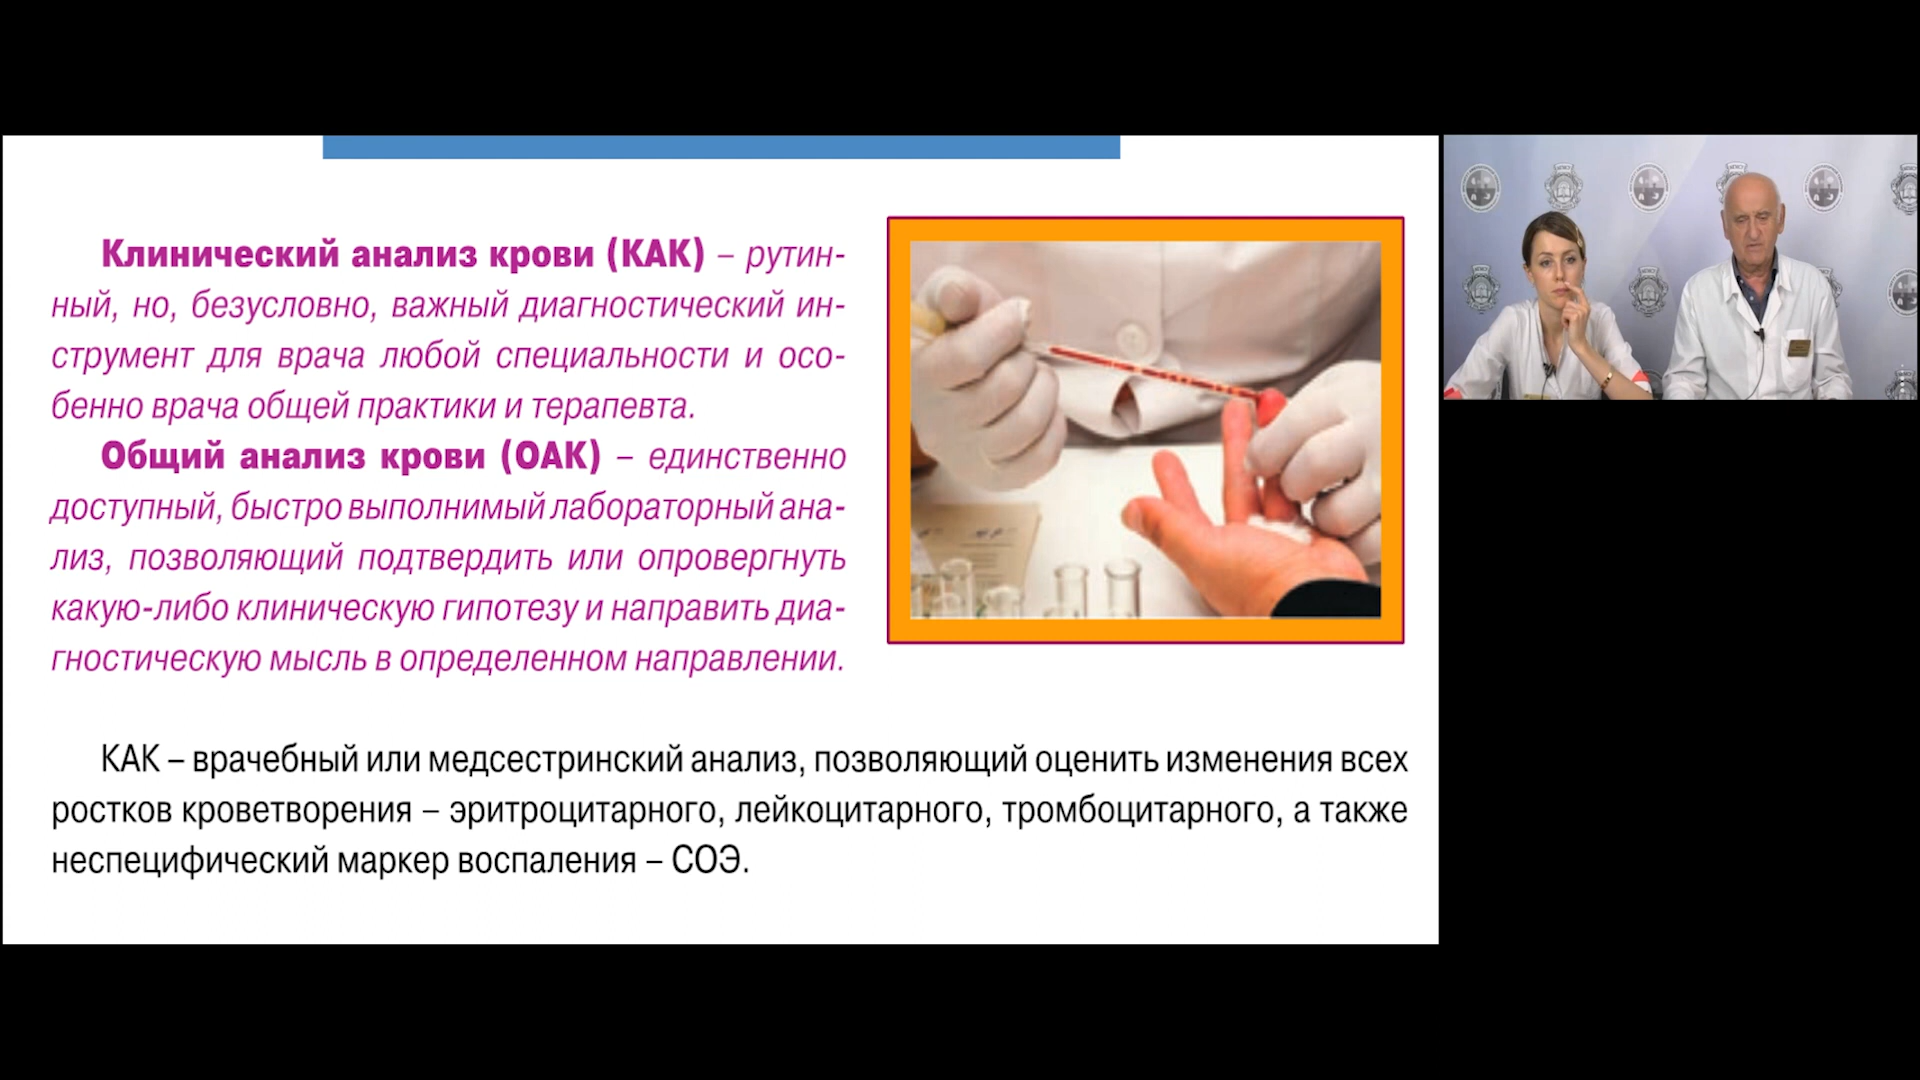 Клинический анализ крови (КАК) – рутин-
ный, но, безусловно, важный диагностический ин-
струмент для врача любой специальности и осо-
бенно врача общей практики и терапевта.
Общий анализ крови (ОАК) – единственно
доступный, быстро выполнимый лабораторный ана-
лиз, позволяющий подтвердить или опровергнуть
какую-либо клиническую гипотезу и направить диа-
гностическую мысль в определенном направлении.
КАК – врачебный или медсестринский анализ, позволяющий оценить изменения всех
ростков кроветворения – эритроцитарного, лейкоцитарного, тромбоцитарного, а также
неспецифический маркер воспаления – СОЭ.